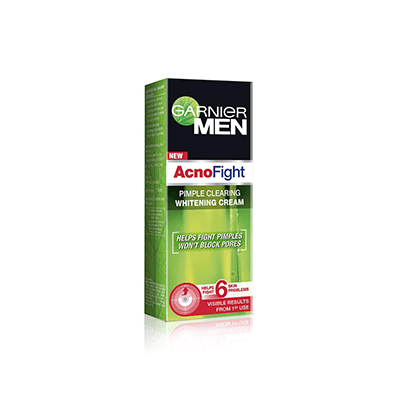 GARNIER
MEN
NEW
AcnoFight
PIMPLE CLEARING
WHITENING CREAM
HELPS FIGHT PIMPLES
WON'T BLOCK PORES
HELPS FIGHT 6 SKIN PROBLEMS
VISIBLE RESULTS
FROM 1ST USE